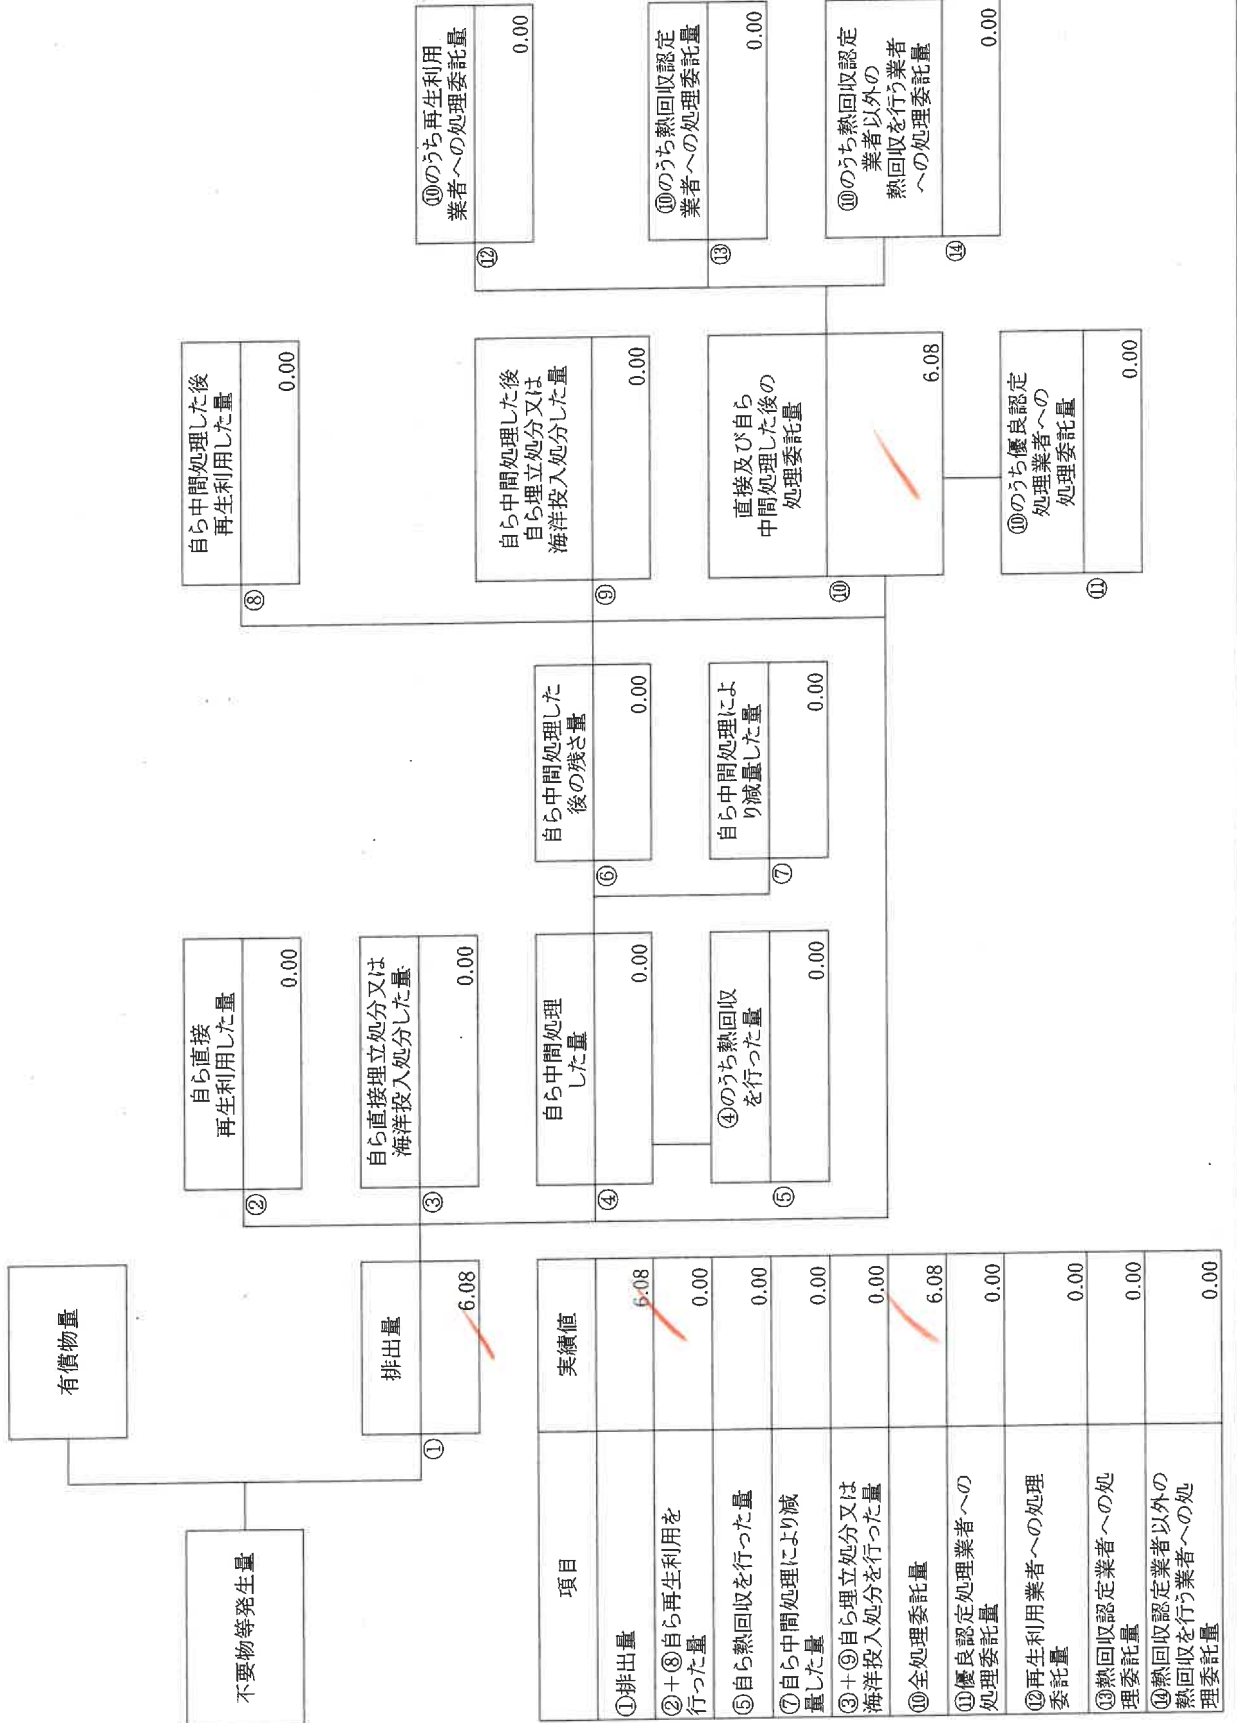 不要物等発生量
有償物量
排出量
①
6.08
自ら直接
再生利用した量
②
0.00
自ら直接埋立処分又は
海洋投入処分した量
③
0.00
自ら中間処理
した量
④
0.00
④のうち熱回収
を行った量
⑤
0.00
自ら中間処理した
後の残さ量
⑥
0.00
自ら中間処理によ
り減量した量
⑦
0.00
自ら中間処理した後
再生利用した量
⑧
0.00
自ら中間処理した後
自ら埋立処分又は
海洋投入処分した量
⑨
0.00
直接及び自ら
中間処理した後の
処理委託量
⑩
6.08
⑩のうち優良認定
処理業者への
処理委託量
⑪
0.00
⑩のうち再生利用
業者への処理委託量
⑫
0.00
⑩のうち熱回収認定
業者への処理委託量
⑬
0.00
⑩のうち熱回収認定
業者以外の
熱回収を行う業者
への処理委託量
⑭
0.00
項目 実績値
①排出量 6.08
②+⑧自ら再生利用を
行った量 0.00
⑤自ら熱回収を行った量 0.00
⑦自ら中間処理により減
量した量 0.00
③+⑨自ら埋立処分又は
海洋投入処分を行った量 0.00
⑩全処理委託量 6.08
⑪優良認定処理業者への
処理委託量 0.00
⑫再生利用業者への処理
委託量 0.00
⑬熱回収認定業者への処
理委託量 0.00
⑭熱回収認定業者以外の
熱回収を行う業者への処
理委託量 0.00